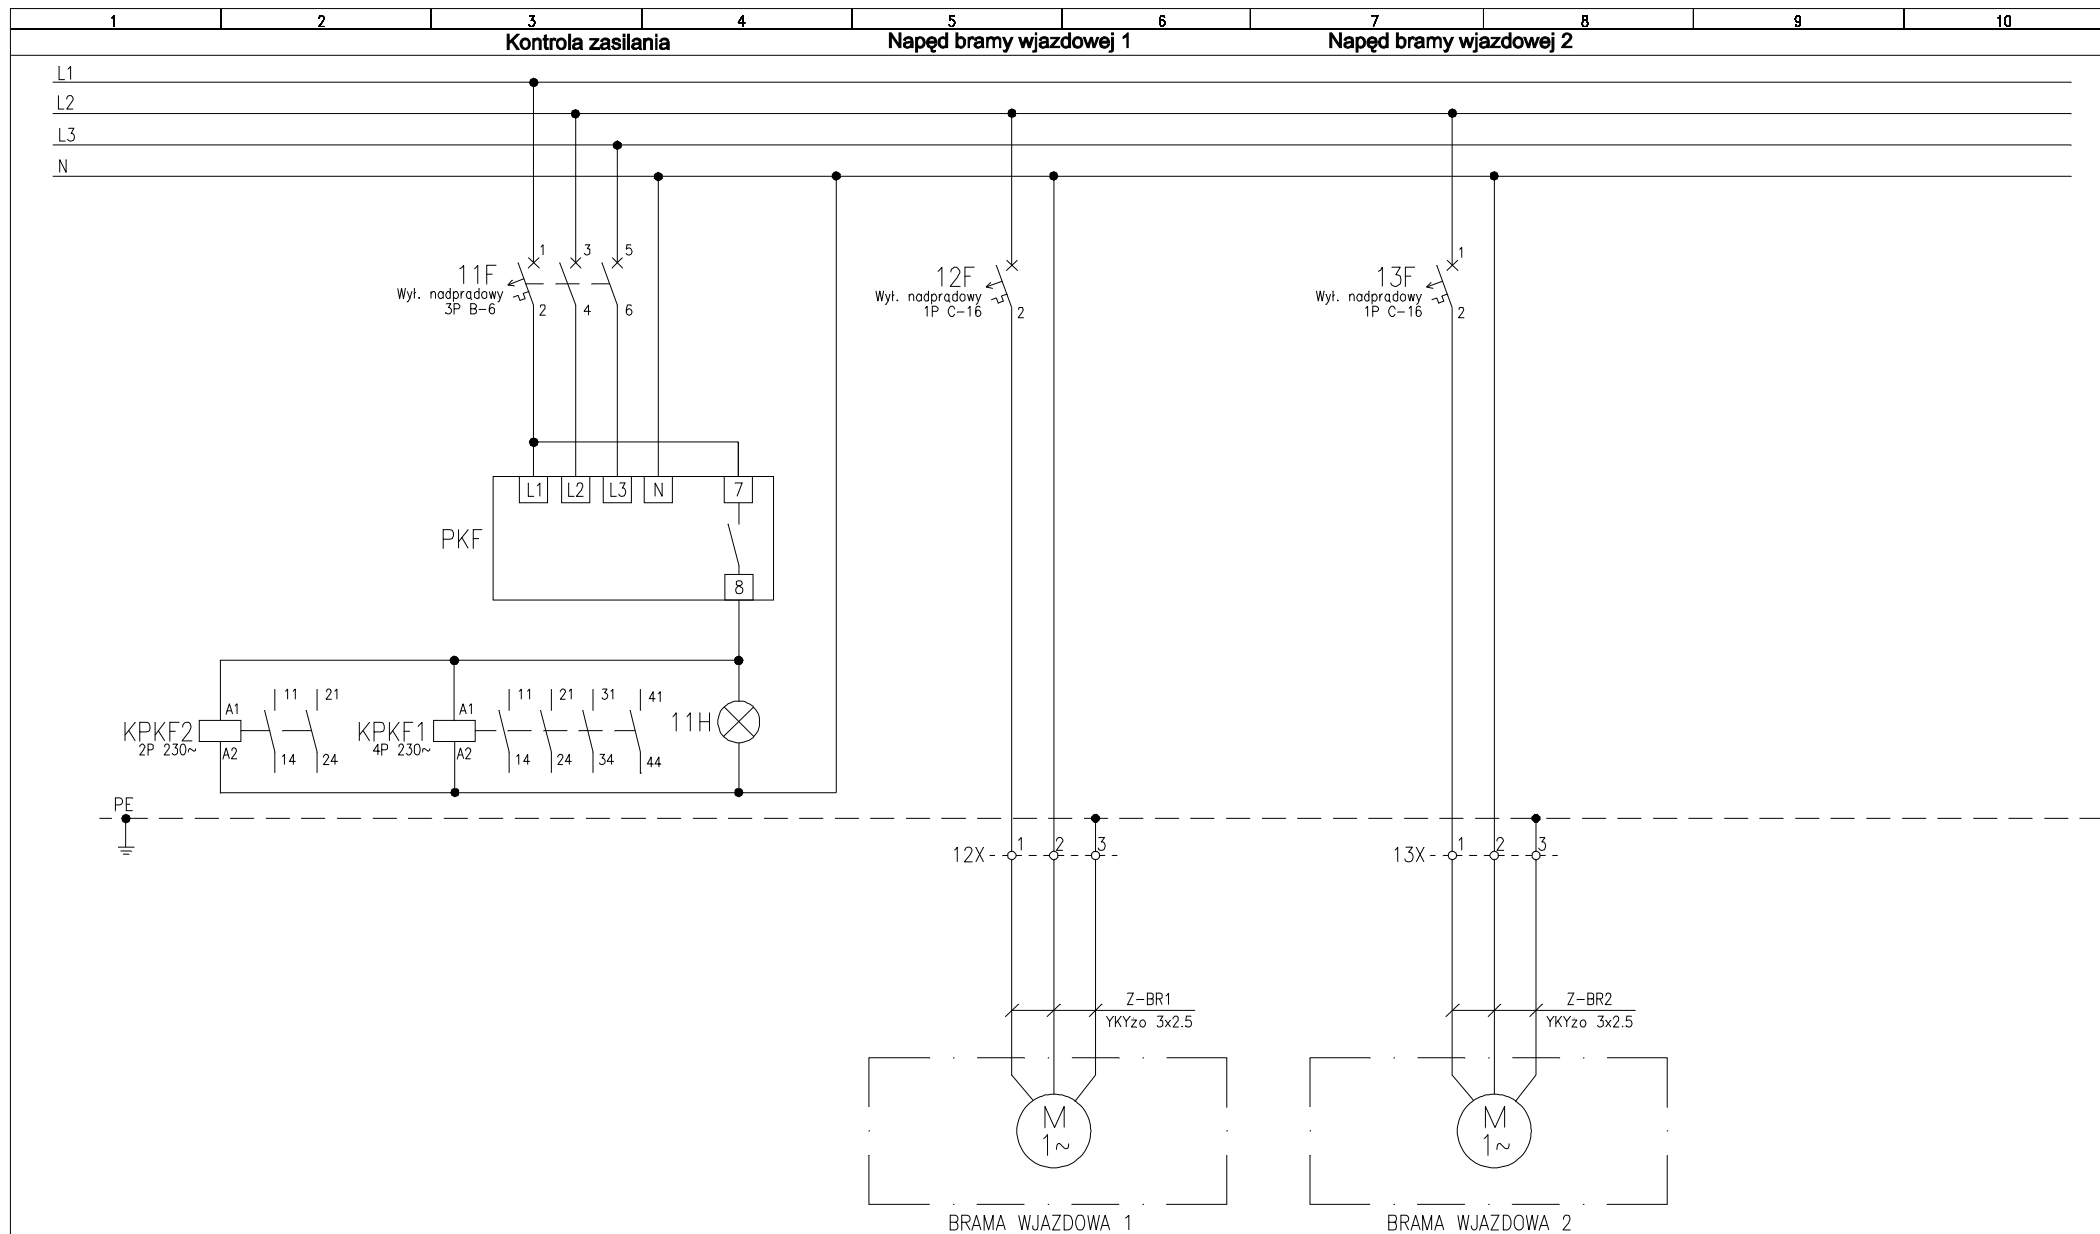 1 2 3 4 5 6 7 8 9 10
Kontrola zasilania Napęd bramy wjazdowej 1 Napęd bramy wjazdowej 2
L1
L2
L3
N
1 3 5
11F
Wył. nadprądowy
3P B-6
2 4 6
12F
Wył. nadprądowy
1P C-16
2
1
13F
Wył. nadprądowy
1P C-16
2
L1 L2 L3 N 7
PKF
8
A1 11 21
KPKF2
2P 230~
A2 14 24
A1 11 21 31 41
KPKF1
4P 230~
A2 14 24 34 44
11H
PE
12X 1 2 3
13X 1 2 3
Z-BR1
YKYżo 3x2.5
Z-BR2
YKYżo 3x2.5
M
1~
M
1~
BRAMA WJAZDOWA 1
BRAMA WJAZDOWA 2